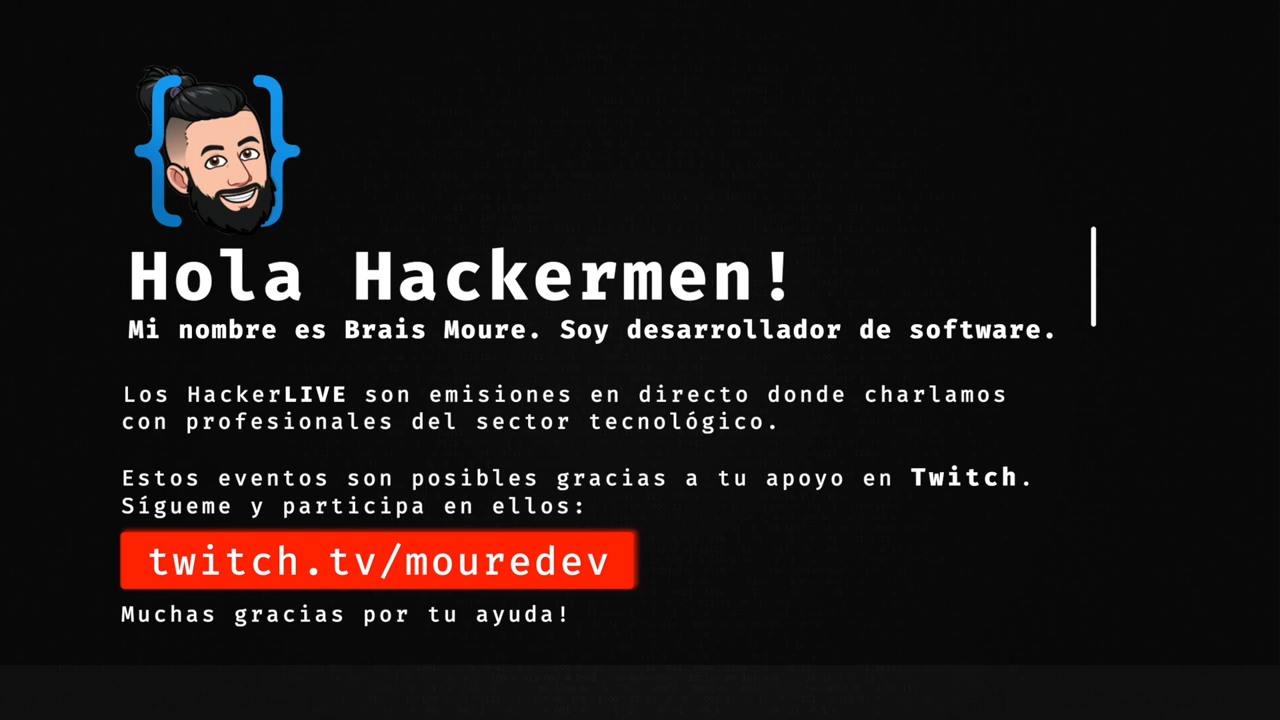 Hola Hackermen!
Mi nombre es Brais Moure. Soy desarrollador de software.
Los HackerLIVE son emisiones en directo donde charlamos
con profesionales del sector tecnológico.
Estos eventos son posibles gracias a tu apoyo en Twitch.
Sígueme y participa en ellos:
twitch.tv/mouredev
Muchas gracias por tu ayuda!